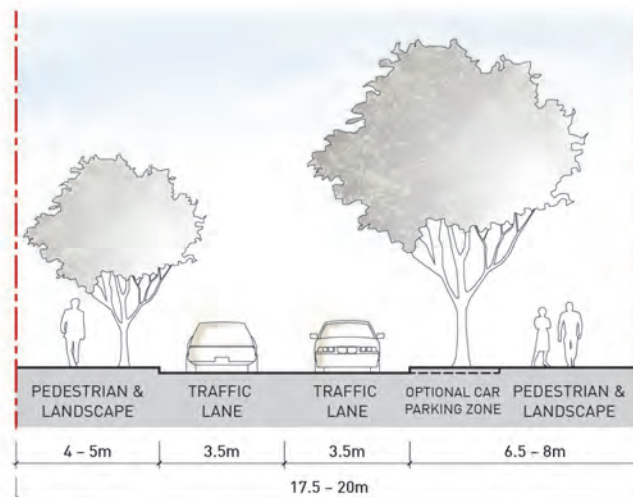 PEDESTRIAN &
LANDSCAPE
TRAFFIC
LANE
TRAFFIC
LANE
OPTIONAL CAR
PARKING ZONE
PEDESTRIAN &
LANDSCAPE
4 – 5m
3.5m
3.5m
6.5 – 8m
17.5 – 20m